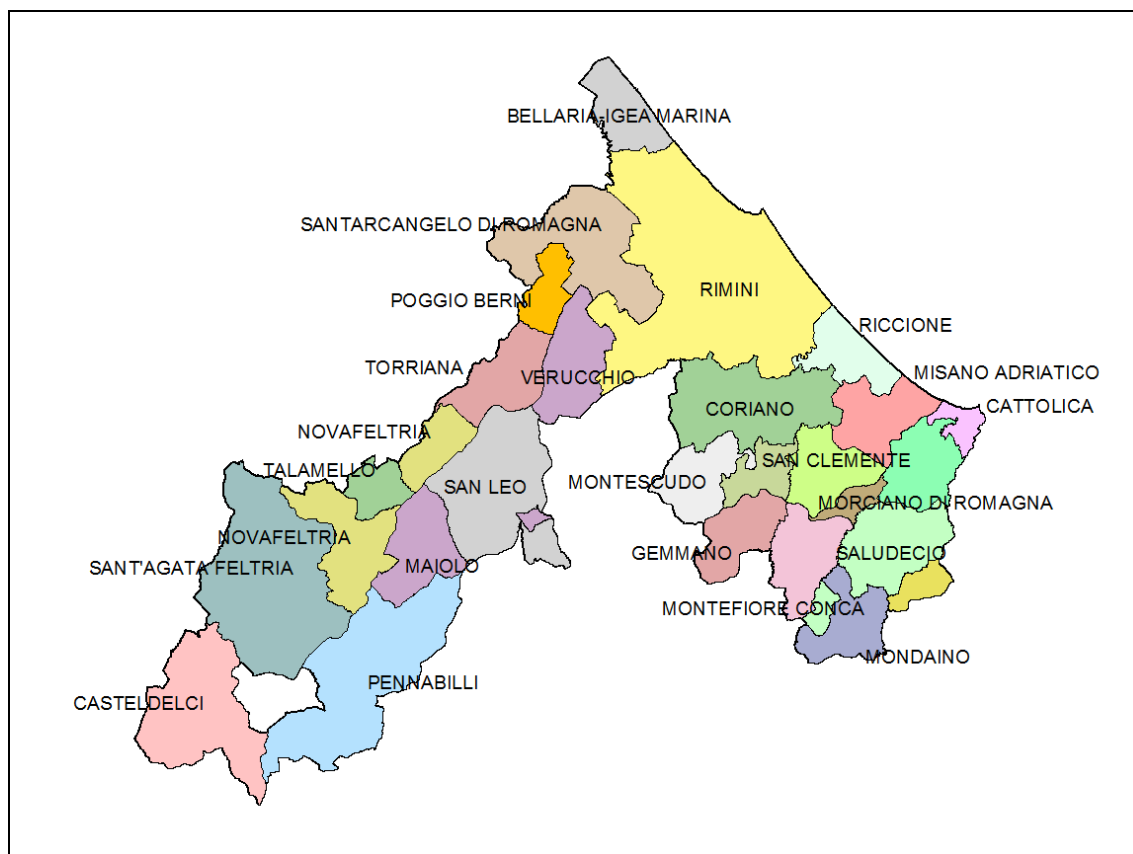 BELLARIA-IGEA MARINA
SANTARCANGELO DI ROMAGNA
RIMINI
POGGIO BERNI
RICCIONE
TORRIANA
VERUCCHIO
MISANO ADRIATICO
CORIANO
CATTOLICA
NOVAFELTRIA
SAN CLEMENTE
TALAMELLO
SAN LEO
MONTESCUDO
MORCIANO DI ROMAGNA
NOVAFELTRIA
GEMMANO
SALUDECIO
SANT'AGATA FELTRIA
MAIOLO
MONTEFIORE CONCA
MONDAINO
PENNABILLI
CASTELDELCI